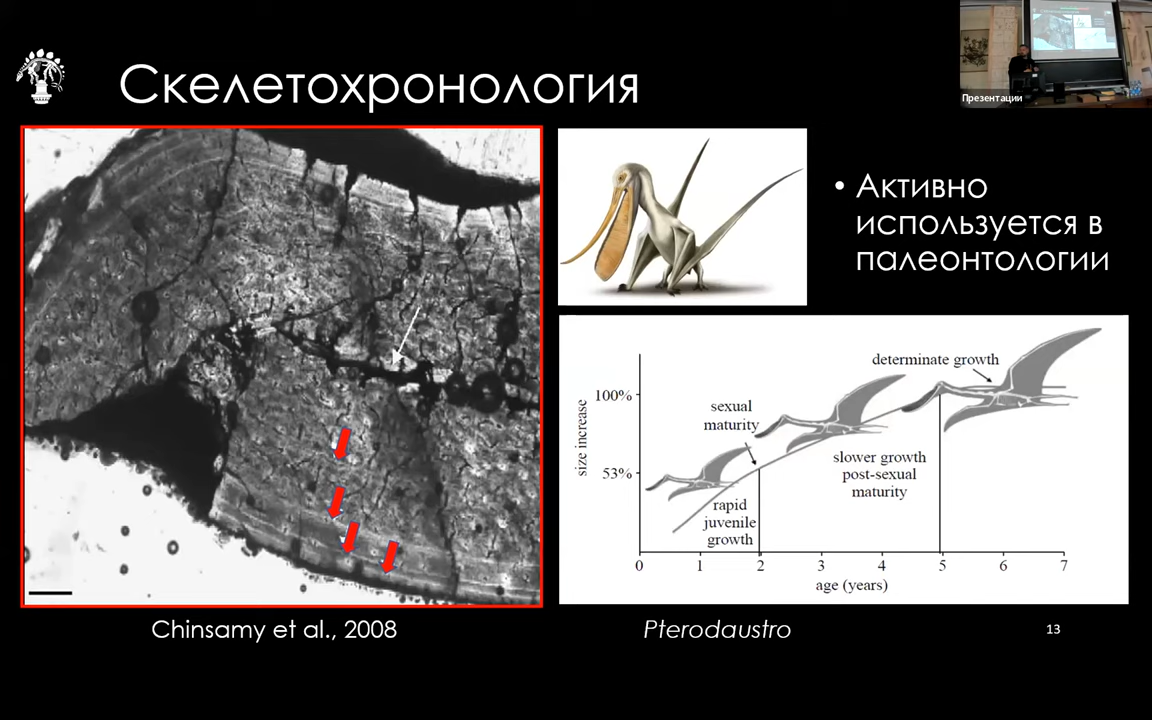 Скелетохронология
Презентации
• Активно
используется в
палеонтологии
determinate growth
sexual
maturity
slower growth
post-sexual
maturity
rapid
juvenile
growth
size increase
100%
53%
0 1 2 3 4 5 6 7
age (years)
Chinsamy et al., 2008
Pterodaustro
13